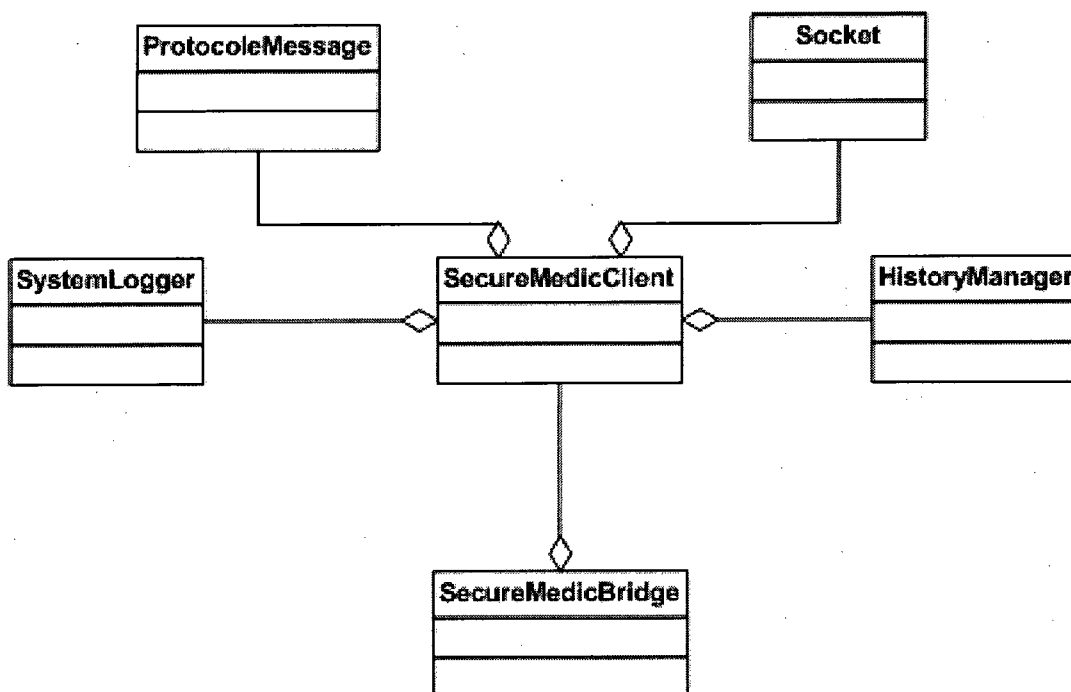 ProtocoleMessage
Socket
SystemLogger
SecureMedicClient
HistoryManager
SecureMedicBridge